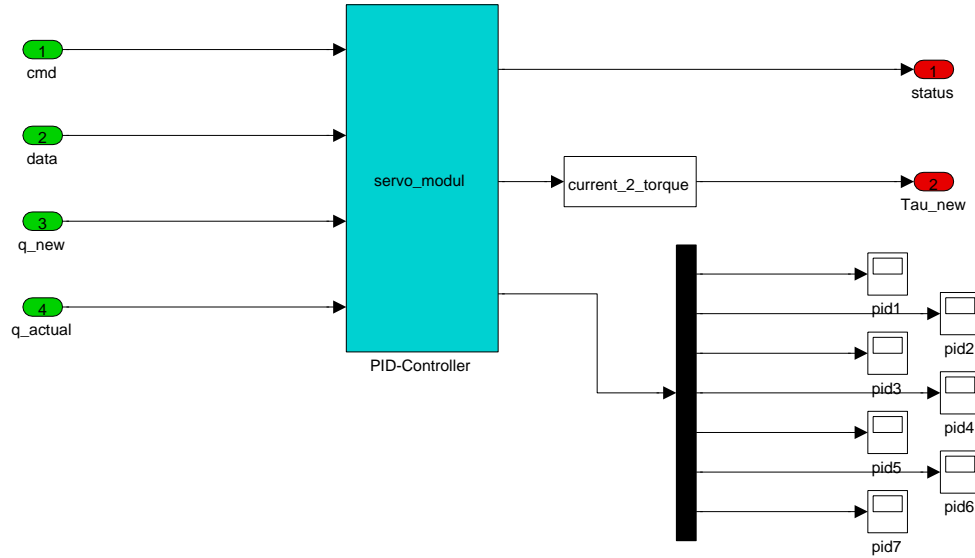 1
cmd
2
data
3
q_new
4
q_actual
servo_modul
PID-Controller
current_2_torque
1
status
2
Tau_new
pid1
pid2
pid3
pid4
pid5
pid6
pid7